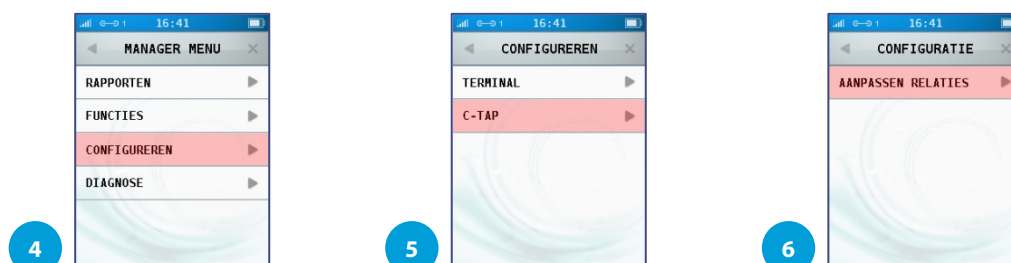 16:41
MANAGER MENU
RAPPORTEN
FUNCTIES
CONFIGUREREN
DIAGNOSE
4
16:41
CONFIGUREREN
TERMINAL
C-TAP
5
16:41
CONFIGURATIE
AANPASSEN RELATIES
6